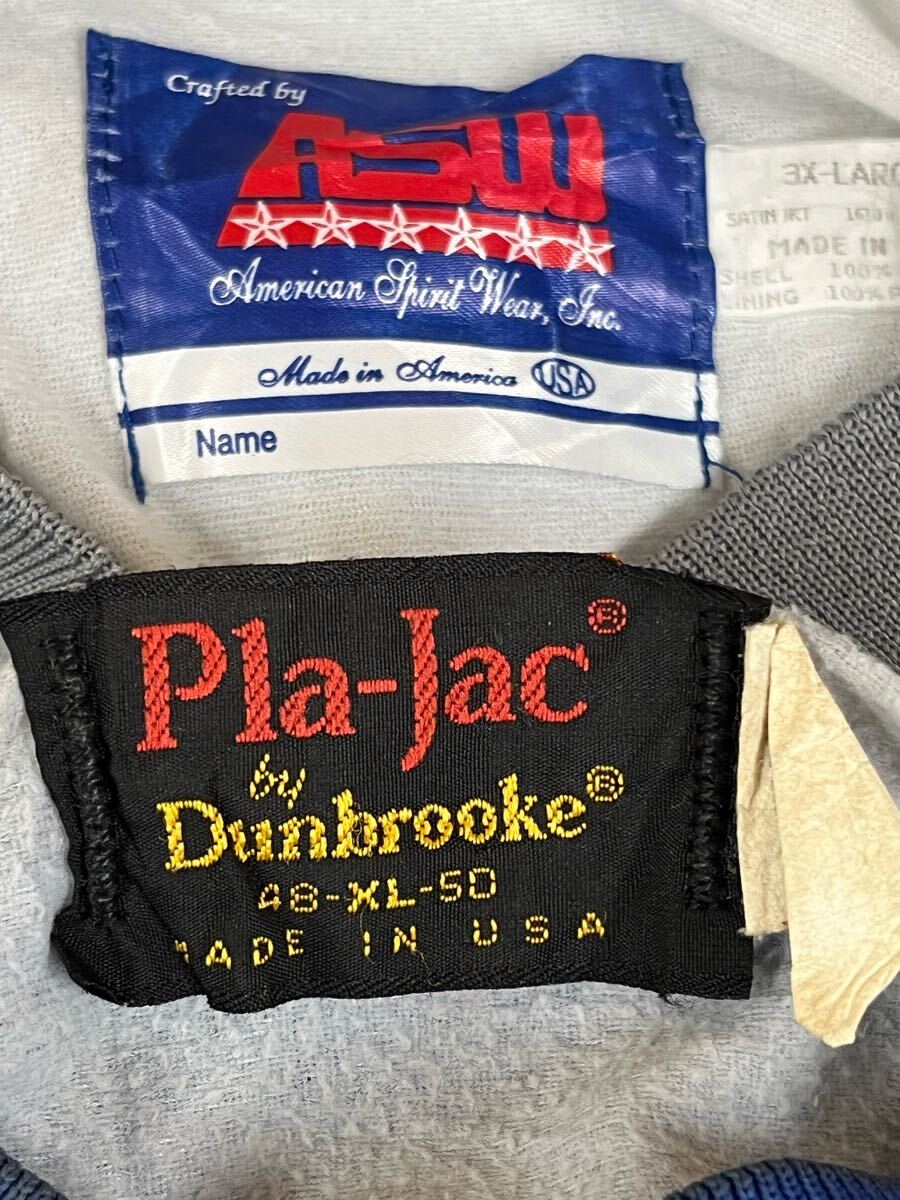 Crafted by
ASW
American Spirit Wear, Inc.
Made in America USA
Name
3X-LARG
SATIN JKT
MADE IN
SHELL 100%
LINING 100%
Pla-Jac®
by
Dunbrooke®
48-XL-50
MADE IN USA